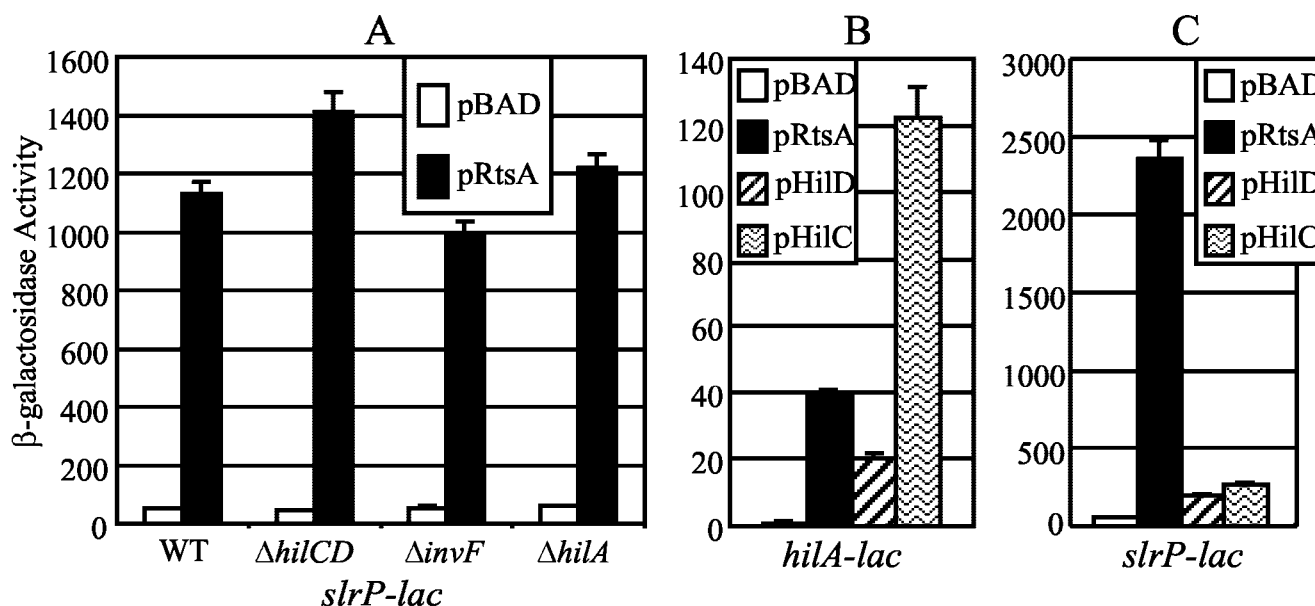 A
1600
1400
1200
1000
800
600
400
200
0
β-galactosidase Activity
pBAD
pRtsA
WT
ΔhilCD
ΔinvF
ΔhilA
slrP-lac
B
140
120
100
80
60
40
20
0
pBAD
pRtsA
pHilD
pHilC
hilA-lac
C
3000
2500
2000
1500
1000
500
0
pBAD
pRtsA
pHilD
pHilC
slrP-lac